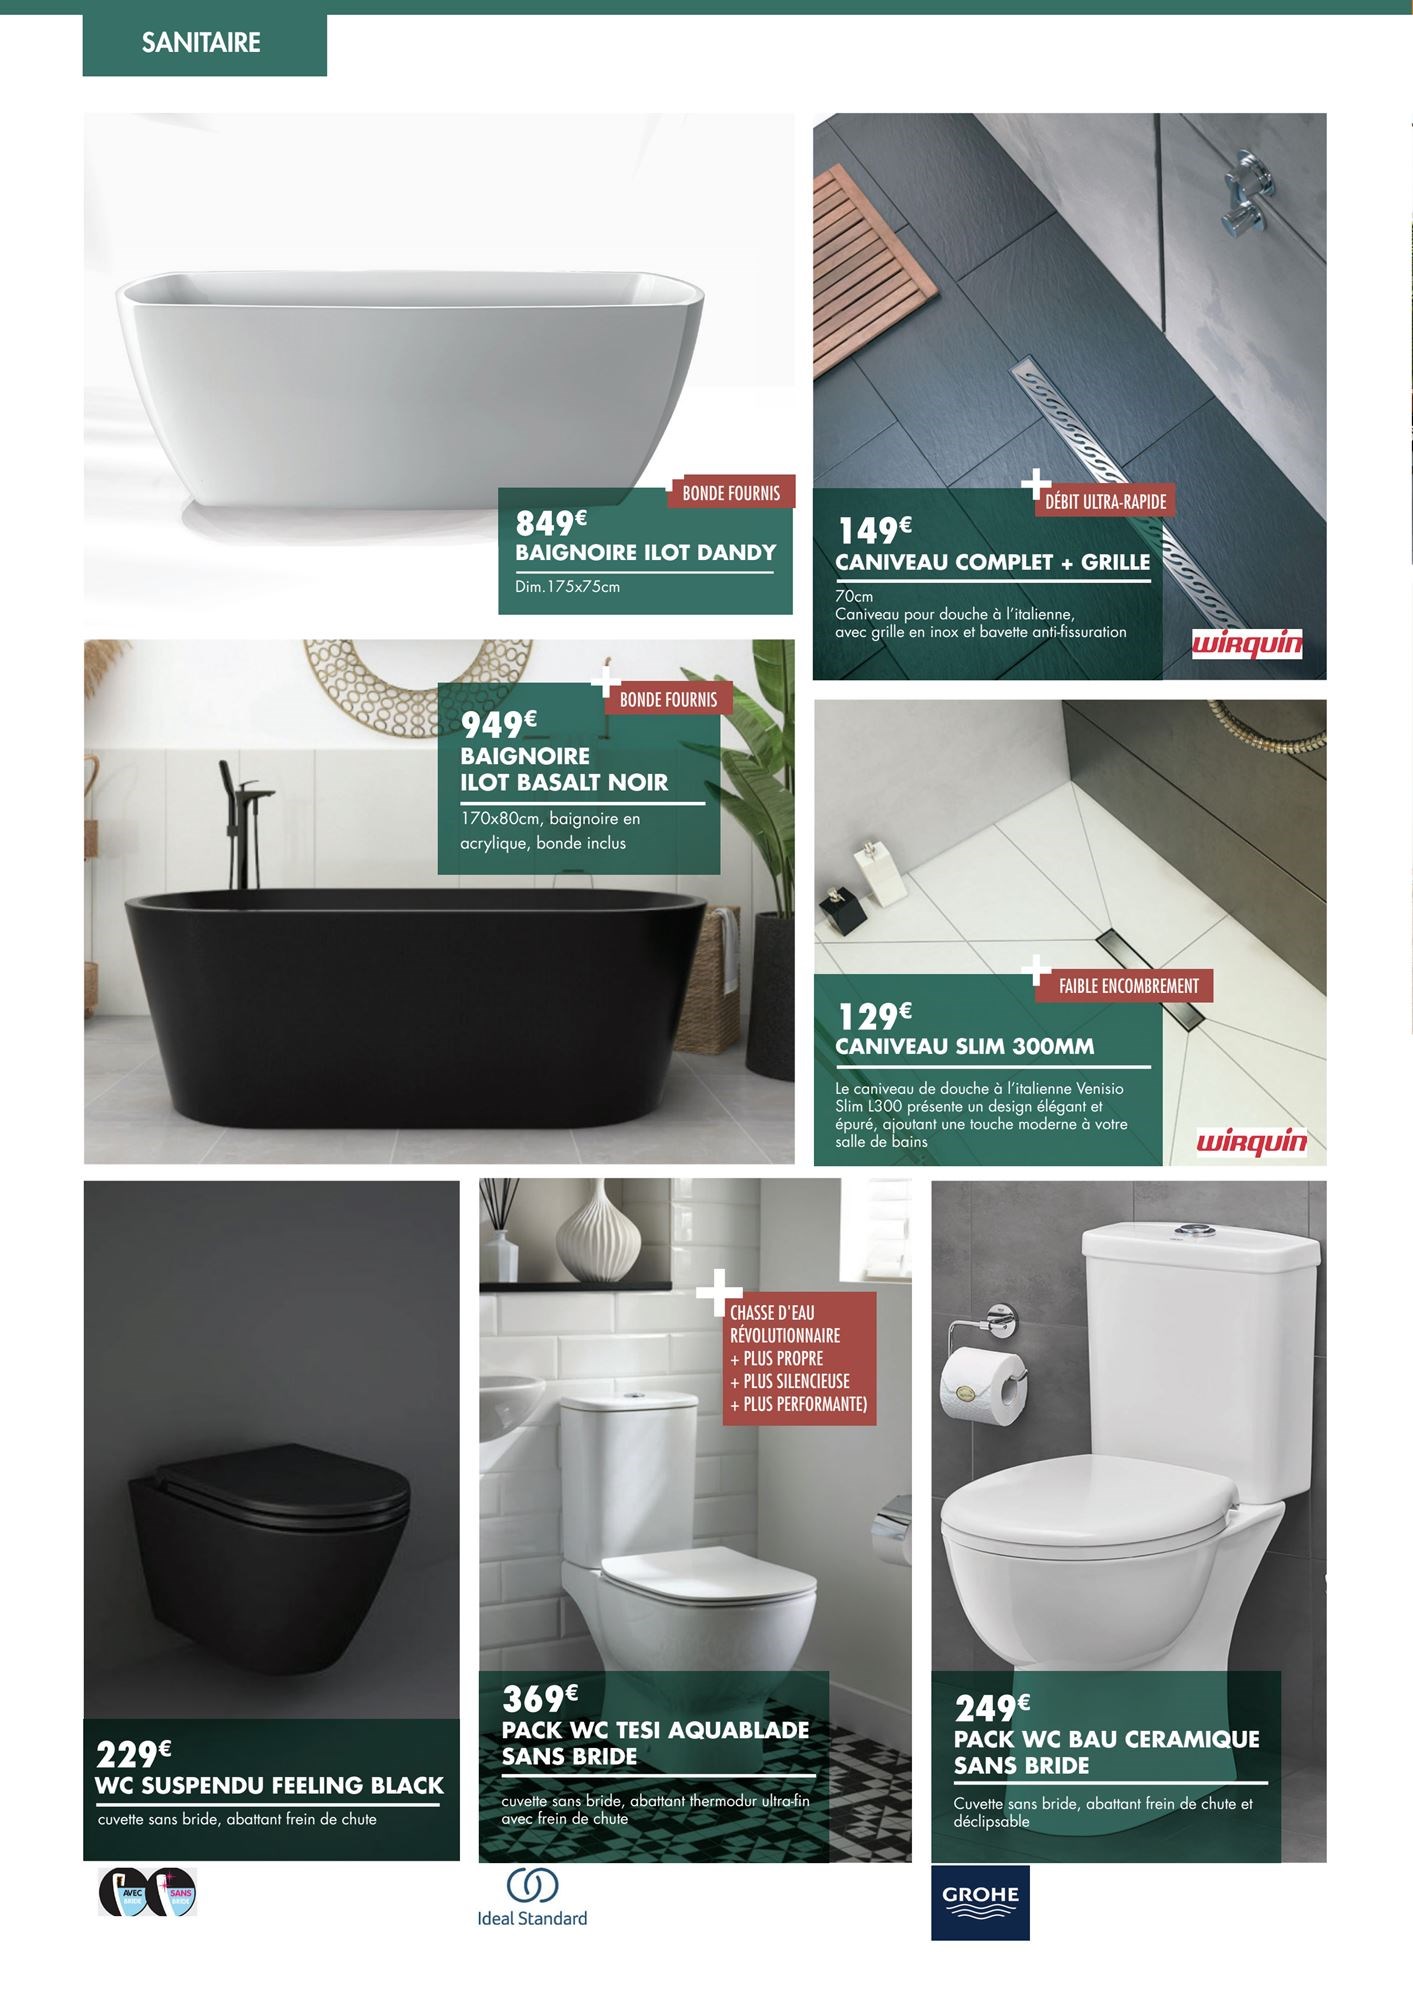 SANITAIRE
BONDE FOURNIS
849€
BAIGNOIRE ILOT DANDY
Dim.175x75cm
DÉBIT ULTRA-RAPIDE
149€
CANIVEAU COMPLET + GRILLE
70cm
Caniveau pour douche à l'italienne,
avec grille en inox et bavette anti-fissuration
wirquin
BONDE FOURNIS
949€
BAIGNOIRE
ILOT BASALT NOIR
170x80cm, baignoire en
acrylique, bonde inclus
FAIBLE ENCOMBREMENT
129€
CANIVEAU SLIM 300MM
Le caniveau de douche à l'italienne Venisio
Slim L300 présente un design élégant et
épuré, ajoutant une touche moderne à votre
salle de bains
wirquin
229€
WC SUSPENDU FEELING BLACK
cuvette sans bride, abattant frein de chute
AVEC
BRIDE
SANS
BRIDE
CHASSE D'EAU
RÉVOLUTIONNAIRE
+ PLUS PROPRE
+ PLUS SILENCIEUSE
+ PLUS PERFORMANTE)
369€
PACK WC TESI AQUABLADE
SANS BRIDE
cuvette sans bride, abattant thermodur ultra-fin
avec frein de chute
Ideal Standard
249€
PACK WC BAU CERAMIQUE
SANS BRIDE
Cuvette sans bride, abattant frein de chute et
déclipsable
GROHE